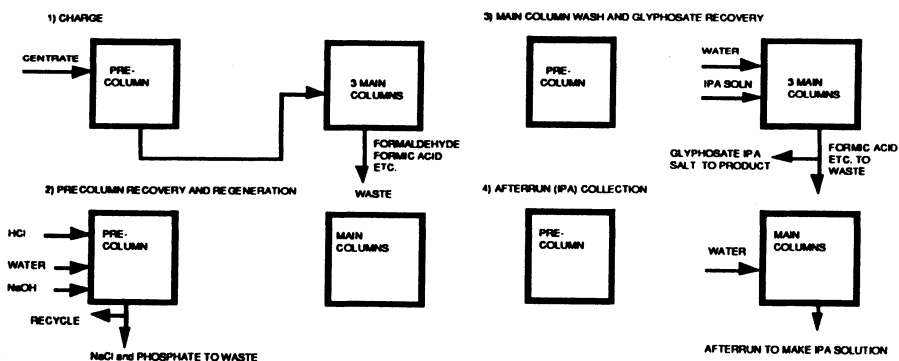 1) CHARGE
CENTRATE
PRE-
COLUMN
3 MAIN
COLUMNS
FORMALDEHYDE
FORMIC ACID
ETC.
WASTE
2) PRECOLUMN RECOVERY AND REGENERATION
HCl
WATER
NaOH
PRE-
COLUMN
MAIN
COLUMNS
RECYCLE
NaCl and PHOSPHATE TO WASTE
3) MAIN COLUMN WASH AND GLYPHOSATE RECOVERY
PRE-
COLUMN
WATER
IPA SOLN
3 MAIN
COLUMNS
GLYPHOSATE IPA
SALT TO PRODUCT
FORMIC ACID
ETC. TO
WASTE
4) AFTERRUN (IPA) COLLECTION
PRE-
COLUMN
WATER
MAIN
COLUMNS
AFTERRUN TO MAKE IPA SOLUTION